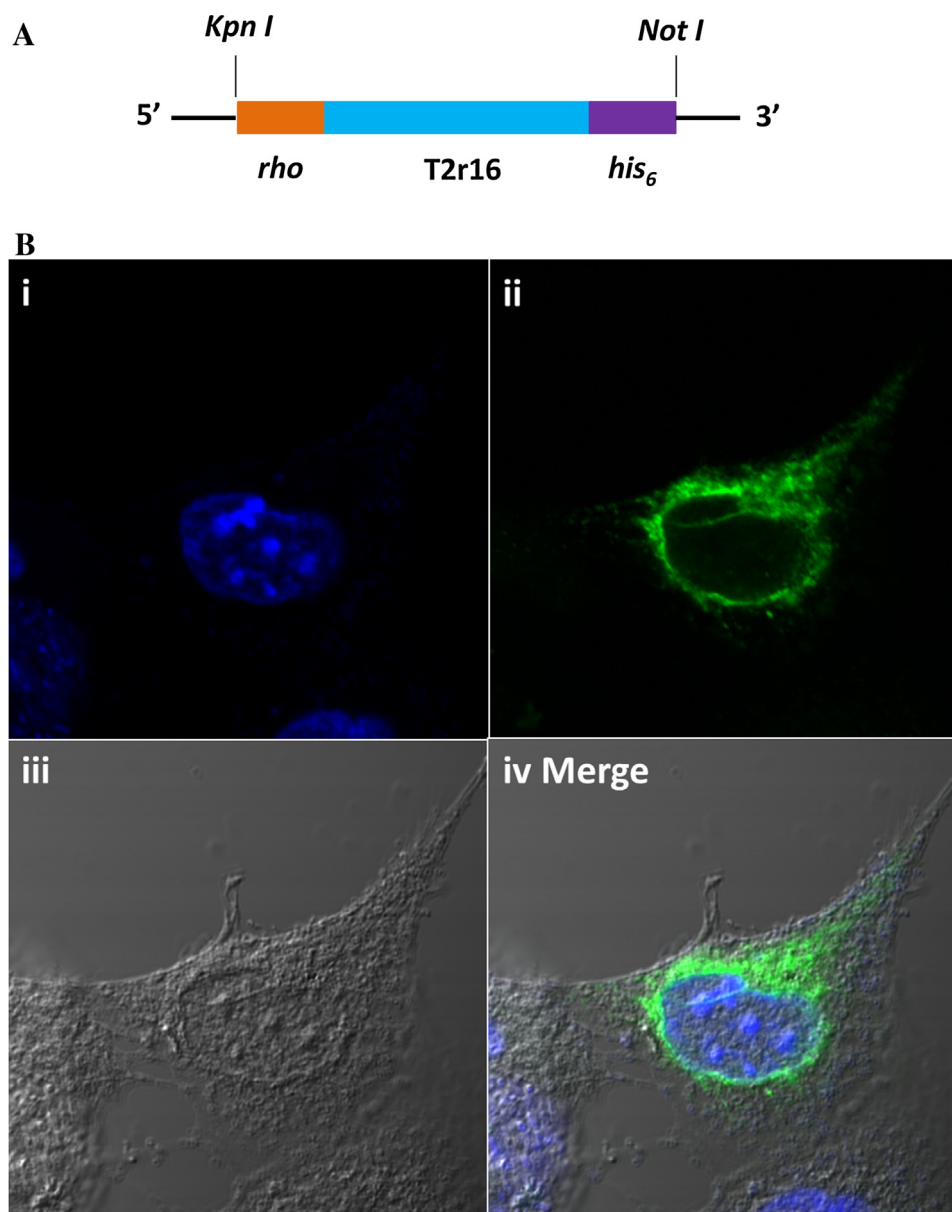 A
Kpn I Not I
5’ 3’
rho T2r16 his6
B
i ii
iii iv Merge